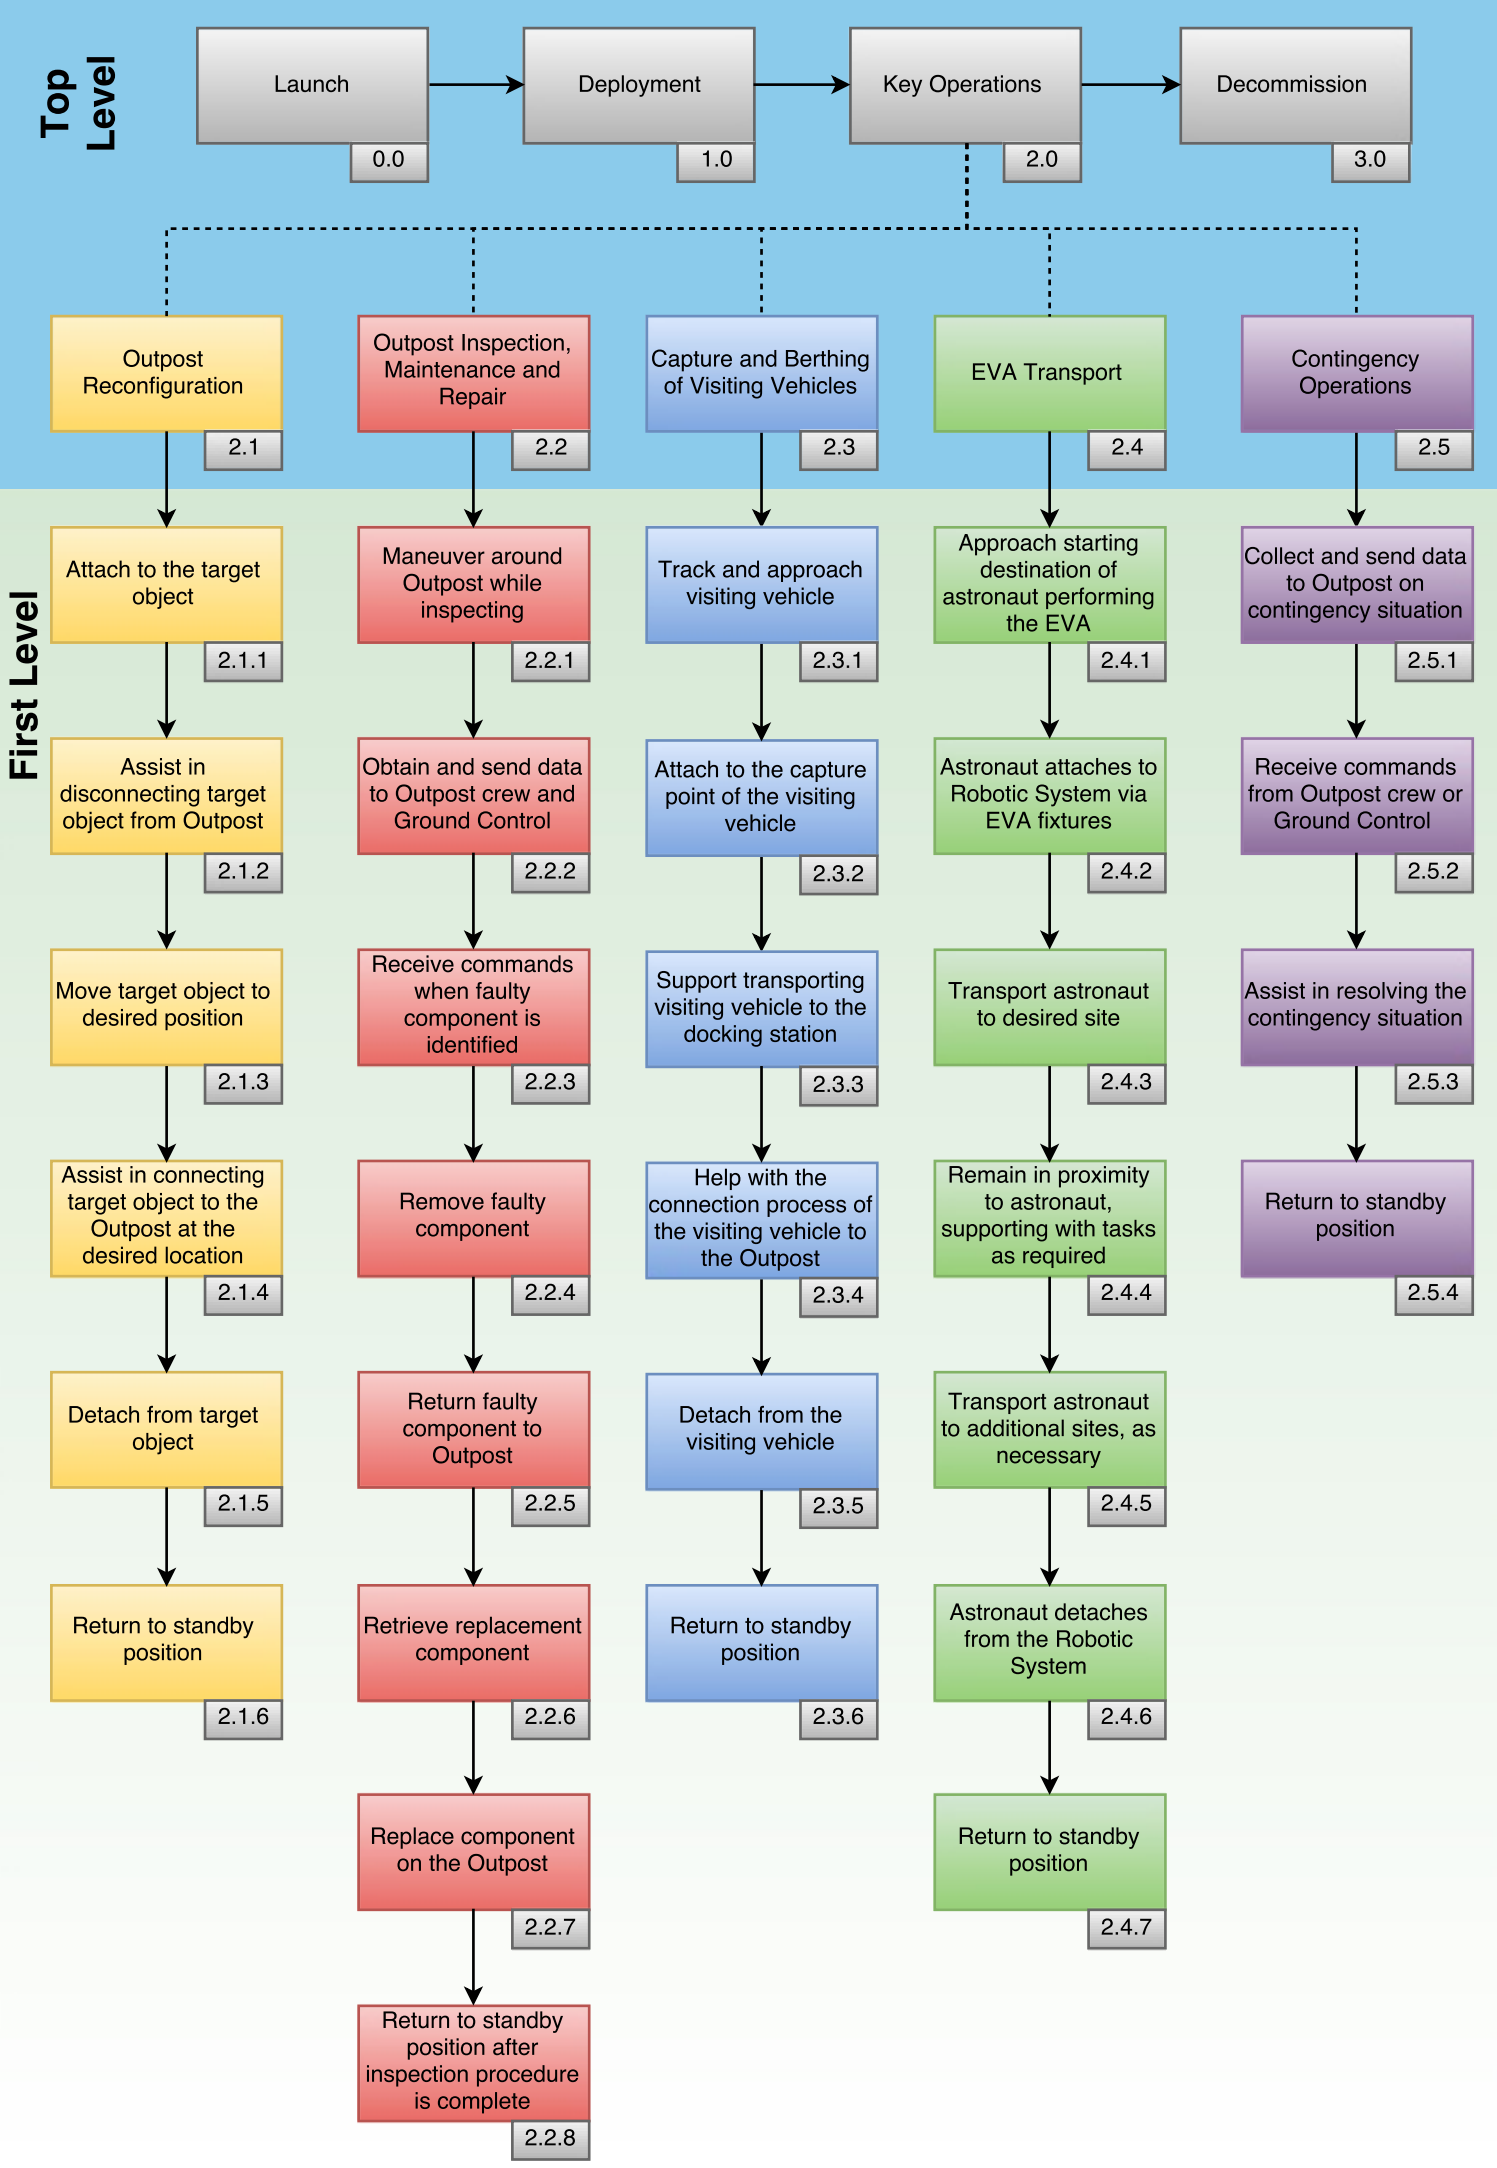 Top
Level
Launch
0.0
Deployment
1.0
Key Operations
2.0
Decommission
3.0
Outpost
Reconfiguration
2.1
Outpost Inspection,
Maintenance and
Repair
2.2
Capture and Berthing
of Visiting Vehicles
2.3
EVA Transport
2.4
Contingency
Operations
2.5
First Level
Attach to the target
object
2.1.1
Assist in
disconnecting target
object from Outpost
2.1.2
Move target object to
desired position
2.1.3
Assist in connecting
target object to the
Outpost at the
desired location
2.1.4
Detach from target
object
2.1.5
Return to standby
position
2.1.6
Maneuver around
Outpost while
inspecting
2.2.1
Obtain and send data
to Outpost crew and
Ground Control
2.2.2
Receive commands
when faulty
component is
identified
2.2.3
Remove faulty
component
2.2.4
Return faulty
component to
Outpost
2.2.5
Retrieve replacement
component
2.2.6
Replace component
on the Outpost
2.2.7
Return to standby
position after
inspection procedure
is complete
2.2.8
Track and approach
visiting vehicle
2.3.1
Attach to the capture
point of the visiting
vehicle
2.3.2
Support transporting
visiting vehicle to the
docking station
2.3.3
Help with the
connection process of
the visiting vehicle to
the Outpost
2.3.4
Detach from the
visiting vehicle
2.3.5
Return to standby
position
2.3.6
Approach starting
destination of
astronaut performing
the EVA
2.4.1
Astronaut attaches to
Robotic System via
EVA fixtures
2.4.2
Transport astronaut
to desired site
2.4.3
Remain in proximity
to astronaut,
supporting with tasks
as required
2.4.4
Transport astronaut
to additional sites, as
necessary
2.4.5
Astronaut detaches
from the Robotic
System
2.4.6
Return to standby
position
2.4.7
Collect and send data
to Outpost on
contingency situation
2.5.1
Receive commands
from Outpost crew or
Ground Control
2.5.2
Assist in resolving the
contingency situation
2.5.3
Return to standby
position
2.5.4